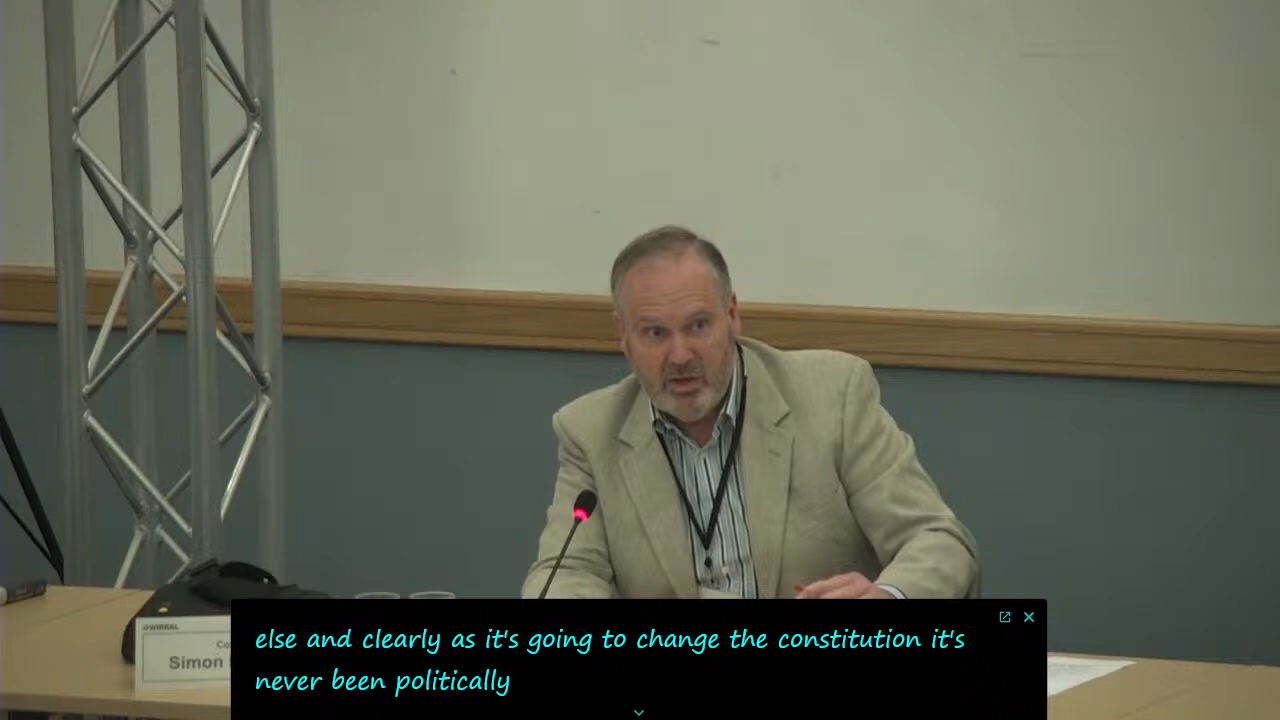 WIRRAL
Simon
else and clearly as it's going to change the constitution it's
never been politically